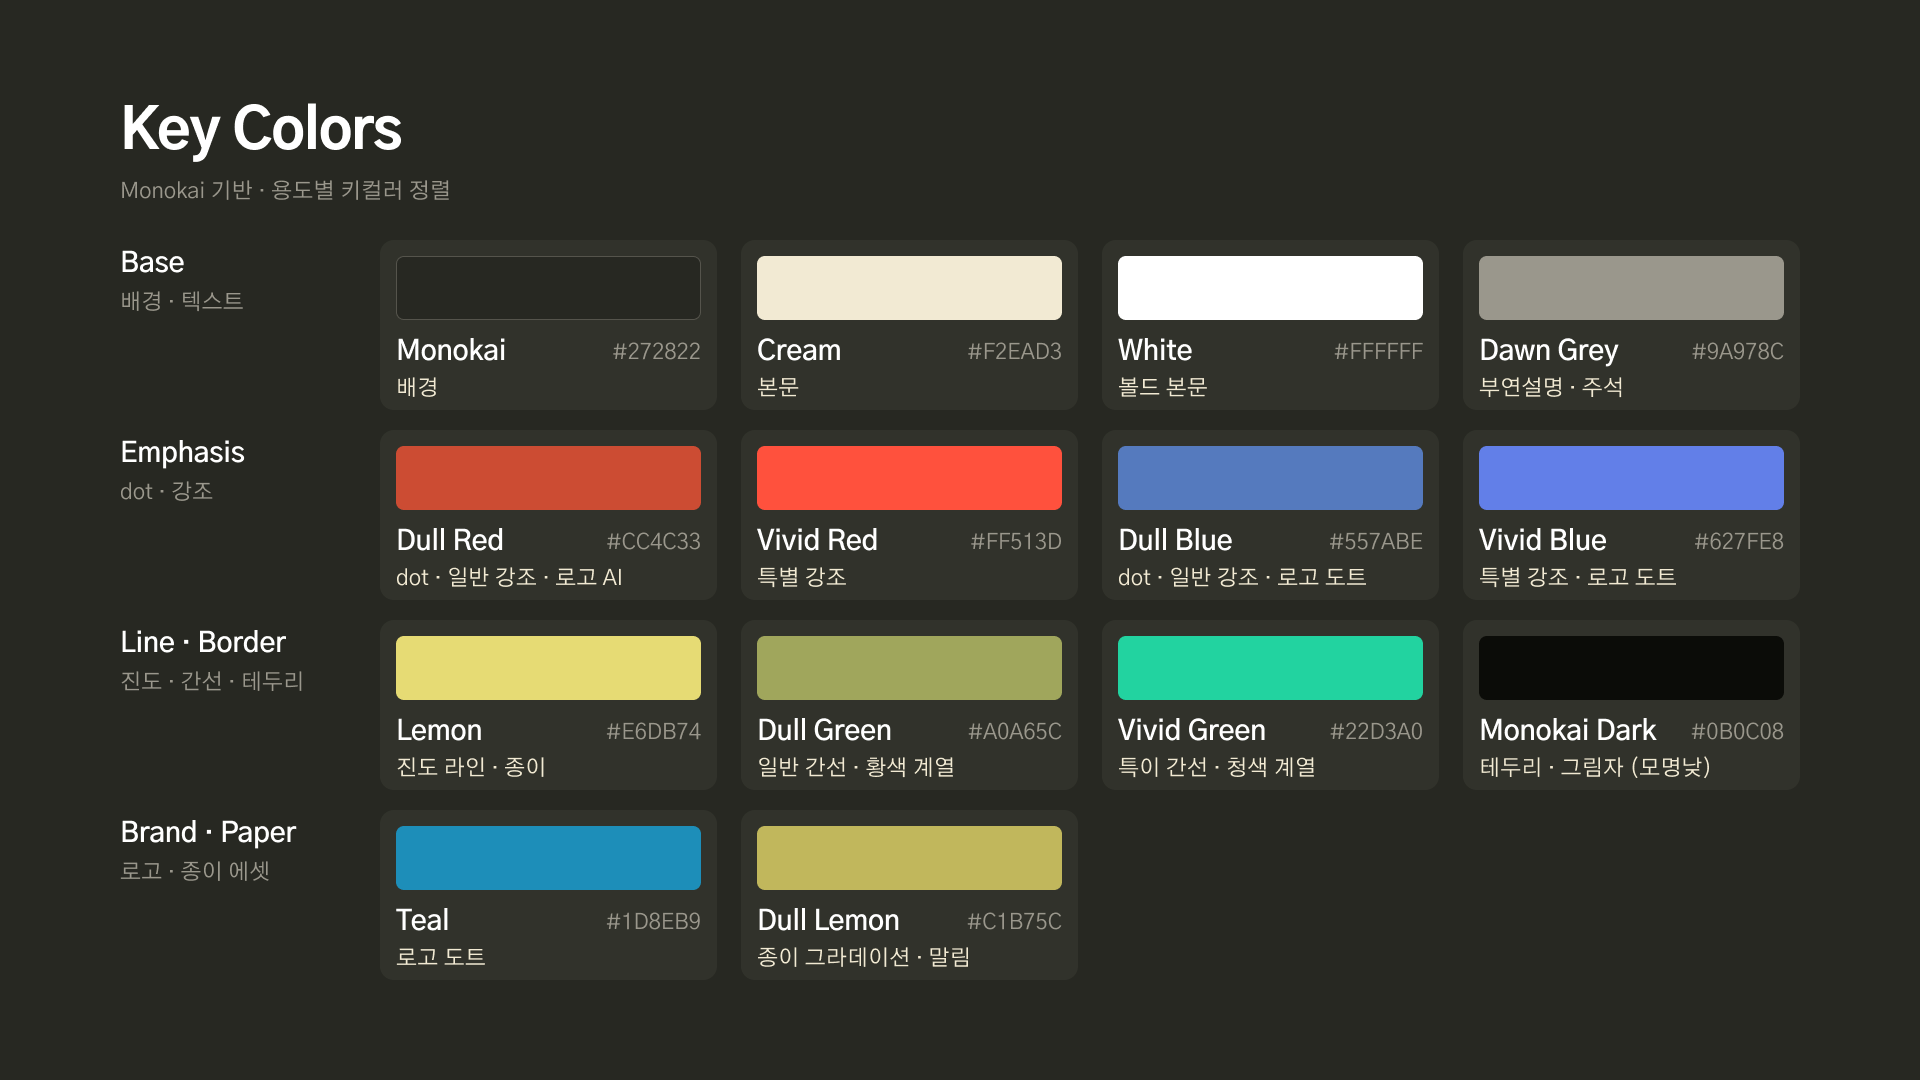 Key Colors
Monokai 기반 · 용도별 키컬러 정렬
Base
배경 · 텍스트
Monokai #272822
배경
Cream #F2EAD3
본문
White #FFFFFF
볼드 본문
Dawn Grey #9A978C
부연설명 · 주석
Emphasis
dot · 강조
Dull Red #CC4C33
dot · 일반 강조 · 로고 AI
Vivid Red #FF513D
특별 강조
Dull Blue #557ABE
dot · 일반 강조 · 로고 도트
Vivid Blue #627FE8
특별 강조 · 로고 도트
Line · Border
진도 · 간선 · 테두리
Lemon #E6DB74
진도 라인 · 종이
Dull Green #A0A65C
일반 간선 · 황색 계열
Vivid Green #22D3A0
특이 간선 · 청색 계열
Monokai Dark #0B0C08
테두리 · 그림자 (모명낮)
Brand · Paper
로고 · 종이 에셋
Teal #1D8EB9
로고 도트
Dull Lemon #C1B75C
종이 그라데이션 · 말림